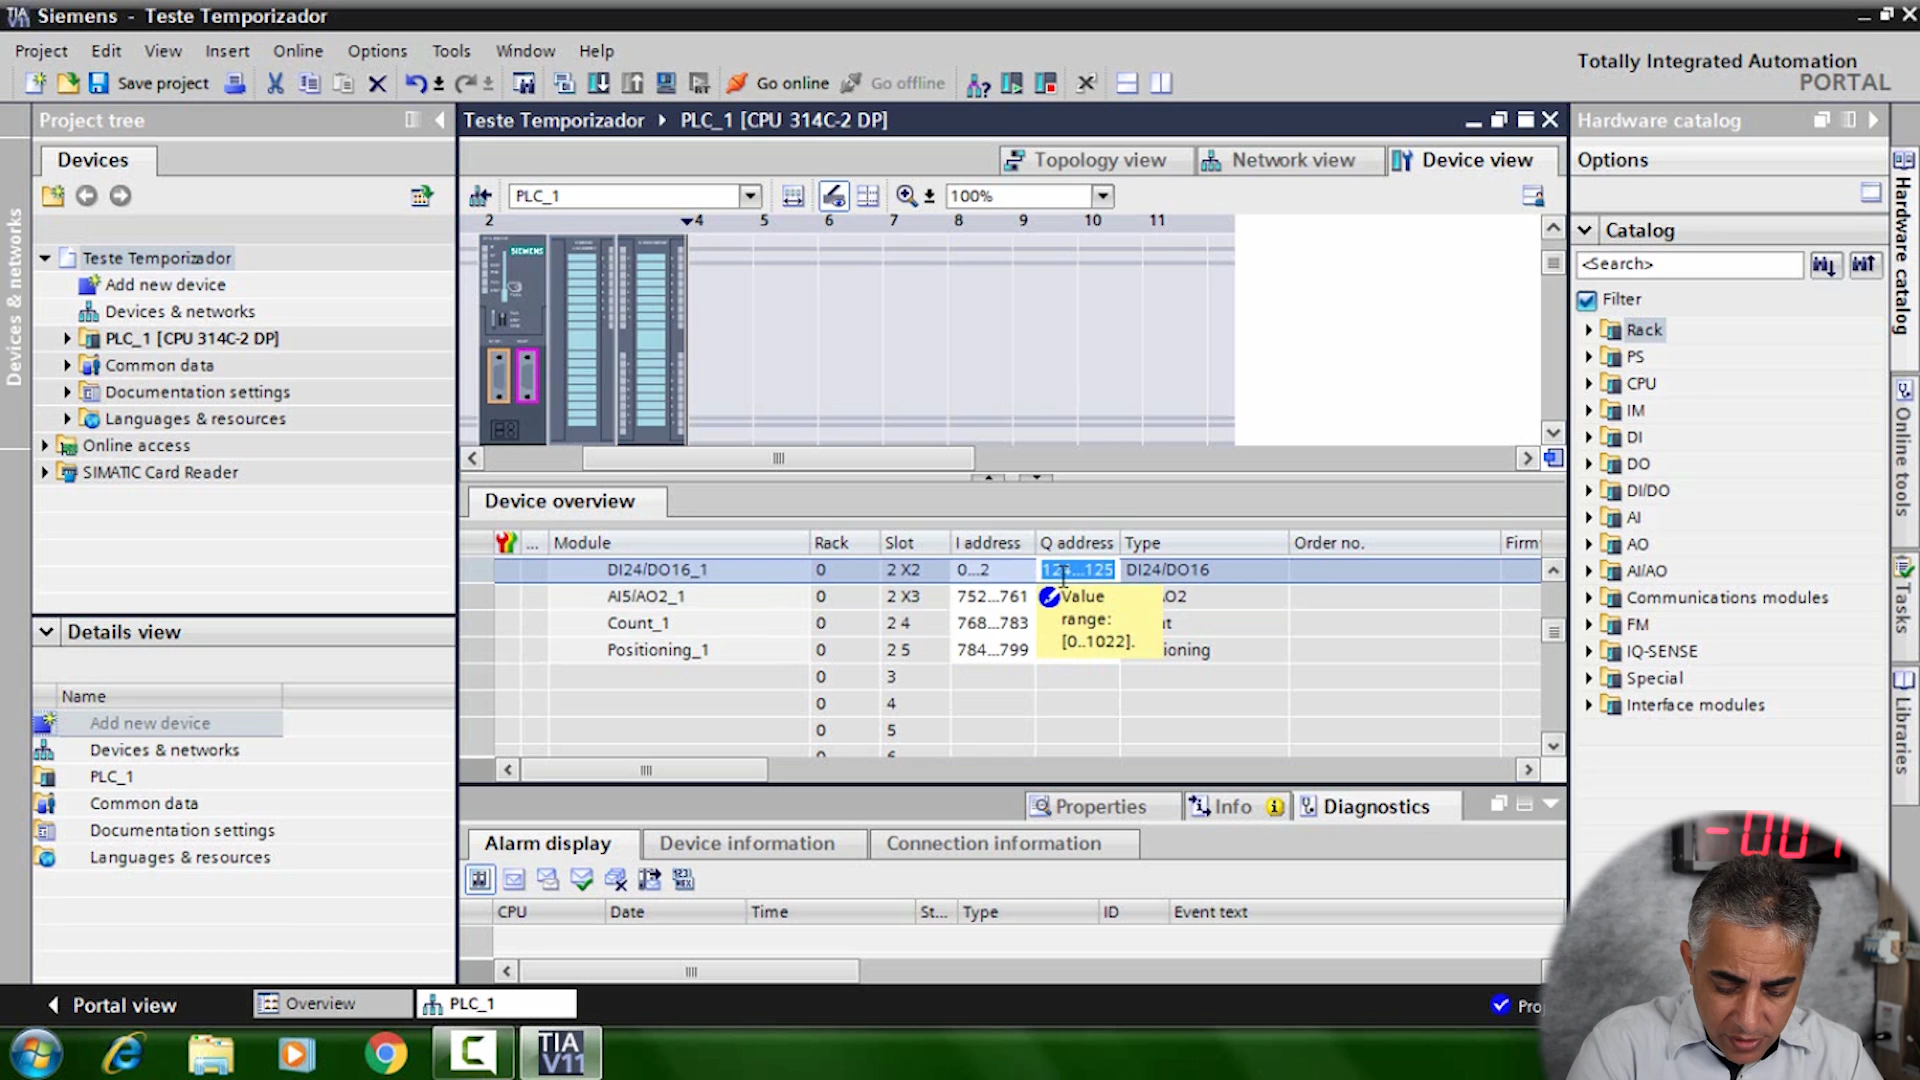 Siemens - Teste Temporizador
Project Edit View Insert Online Options Tools Window Help
Totally Integrated Automation
PORTAL
Save project
Go online
Go offline
Project tree
Teste Temporizador PLC_1 [CPU 314C-2 DP]
Hardware catalog
Devices
Topology view
Network view
Device view
Options
PLC_1
100%
2 4 5 6 7 8 9 10 11
SIEMENS
Catalog
<Search>
Filter
Rack
PS
CPU
IM
DI
DO
DI/DO
AI
AO
AI/AO
Communications modules
FM
IQ-SENSE
Special
Interface modules
Devices & networks
Teste Temporizador
Add new device
Devices & networks
PLC_1 [CPU 314C-2 DP]
Common data
Documentation settings
Languages & resources
Online access
SIMATIC Card Reader
Details view
Name
Add new device
Devices & networks
PLC_1
Common data
Documentation settings
Languages & resources
Device overview
... Module Rack Slot I address Q address Type Order no. Firm
DI24/DO16_1 0 2 X2 0...2 124...125 DI24/DO16
AI5/AO2_1 0 2 X3 752...761 AO2
Count_1 0 2 4 768...783
Positioning_1 0 2 5 784...799 ioning
0 3
0 4
0 5
Value
range:
[0..1022].
Properties
Info
Diagnostics
Alarm display
Device information
Connection information
CPU Date Time St... Type ID Event text
Hardware catalog
Online tools
Tasks
Libraries
Portal view
Overview
PLC_1
Pro
TIA
V11
-00